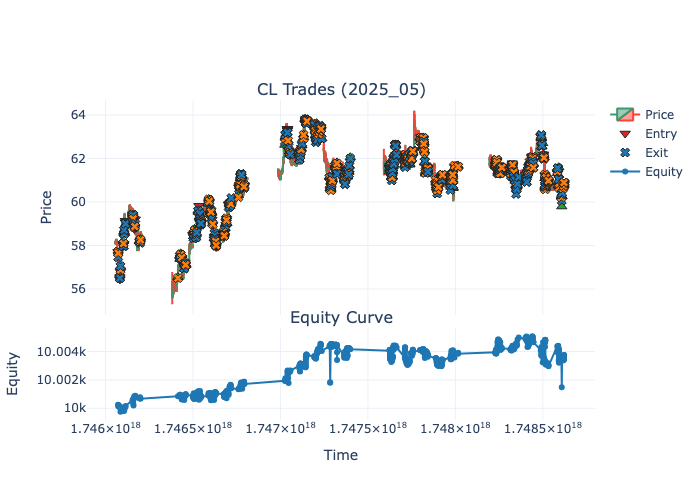 CL Trades (2025_05)
64
62
60
58
56
Price
Price
Entry
Exit
Equity
Equity Curve
10.004k
10.002k
10k
Equity
1.746×10¹⁸
1.7465×10¹⁸
1.747×10¹⁸
1.7475×10¹⁸
1.748×10¹⁸
1.7485×10¹⁸
Time